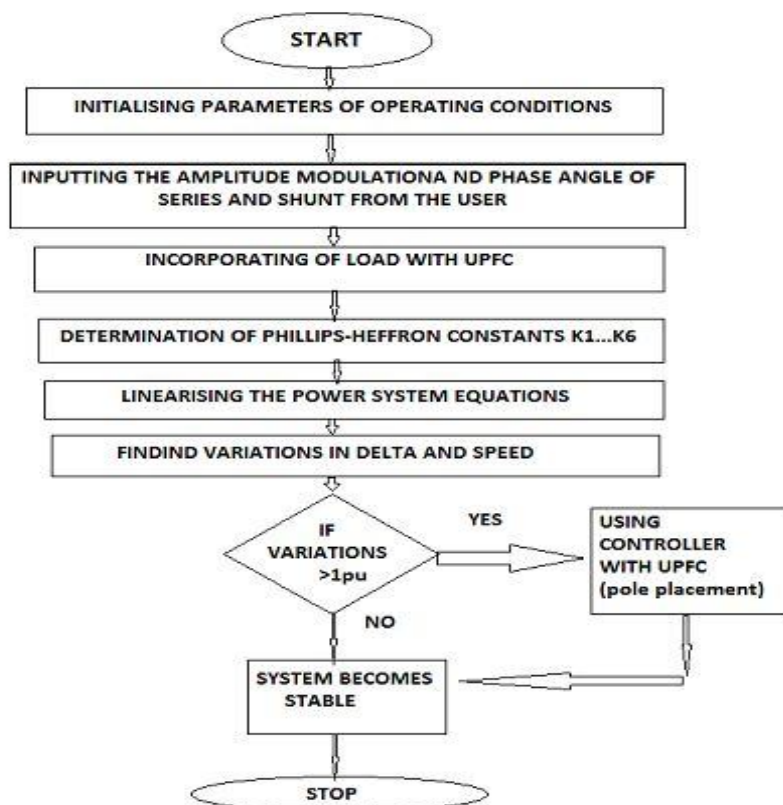 START
INITIALISING PARAMETERS OF OPERATING CONDITIONS
INPUTTING THE AMPLITUDE MODULATIONA ND PHASE ANGLE OF
SERIES AND SHUNT FROM THE USER
INCORPORATING OF LOAD WITH UPFC
DETERMINATION OF PHILLIPS-HEFFRON CONSTANTS K1...K6
LINEARISING THE POWER SYSTEM EQUATIONS
FINDIND VARIATIONS IN DELTA AND SPEED
IF
VARIATIONS
>1pu
YES
USING
CONTROLLER
WITH UPFC
(pole placement)
NO
SYSTEM BECOMES
STABLE
STOP